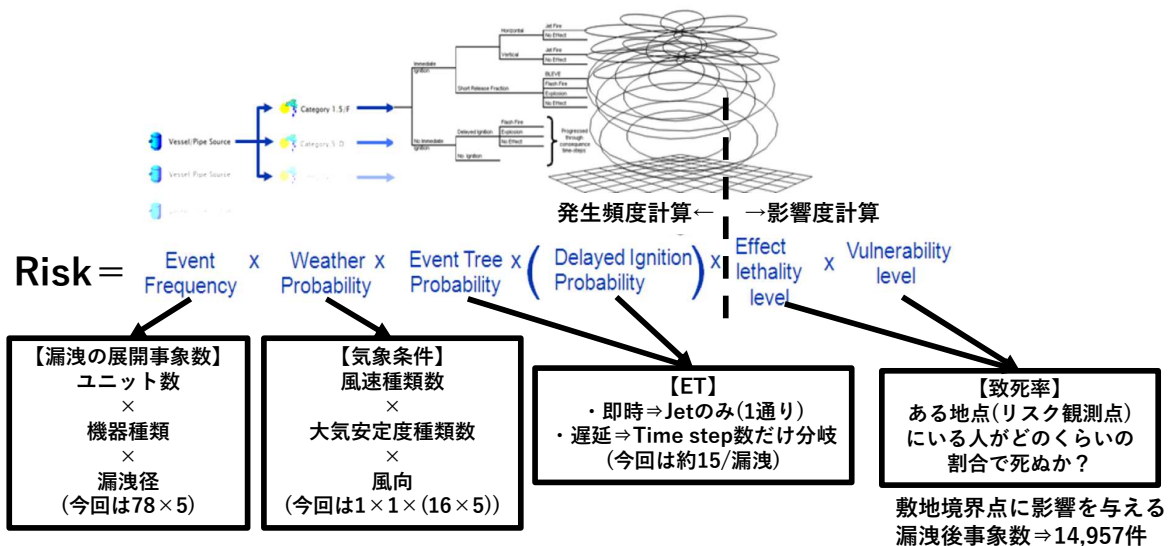 Horizontal
Jet Fire
No Effect
Vertical
Jet Fire
No Effect
Immediate
Ignition
BLEVE
Flash Fire
Short Release Fraction
Explosion
No Effect
Vessel/Pipe Source
Category 1.5/F
Category 5/D
Vessel/Pipe Source
No Immediate
Ignition
Delayed Ignition
Flash Fire
Explosion
No Effect
No Ignition
Progressed
through
consequence
time-steps
発生頻度計算← →影響度計算
Risk＝ Event Frequency x Weather Probability x Event Tree Probability x (Delayed Ignition Probability) x Effect lethality level x Vulnerability level
【漏洩の展開事象数】
ユニット数
×
機器種類
×
漏洩径
(今回は78×5)
【気象条件】
風速種類数
×
大気安定度種類数
×
風向
(今回は1×1×(16×5))
【ET】
・即時⇒Jetのみ(1通り)
・遅延⇒Time step数だけ分岐
(今回は約15/漏洩)
【致死率】
ある地点(リスク観測点)
にいる人がどのくらいの
割合で死ぬか？
敷地境界点に影響を与える
漏洩後事象数⇒14,957件